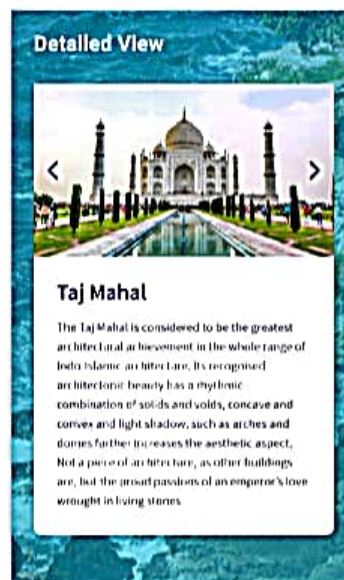 Detailed View
Taj Mahal
The Taj Mahal is considered to be the greatest
architectural achievement in the whole range of
Indo Islamic architecture. Its recognised
architectonic beauty has a rhythmic
combination of solids and voids, concave and
convex and light shadow, such as arches and
domes further increases the aesthetic aspect.
Not a piece of architecture, as other buildings
are, but the proud passions of an emperor's love
wrought in living stones